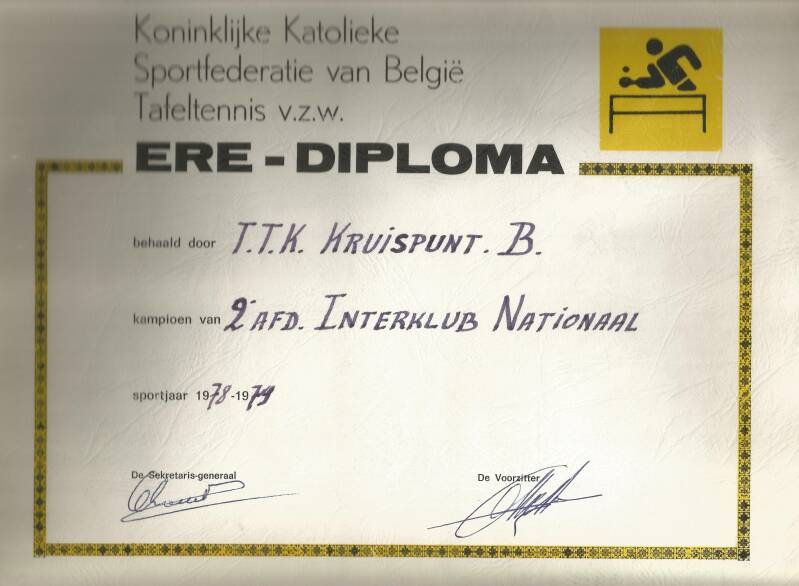 Koninklijke Katolieke
Sportfederatie van België
Tafeltennis v.z.w.
ERE - DIPLOMA
behaald door T.T.K. KRUISPUNT. B.
kampioen van 2e AFD. INTERKLUB NATIONAAL
sportjaar 1978-1979
De Sekretaris-generaal
De Voorzitter